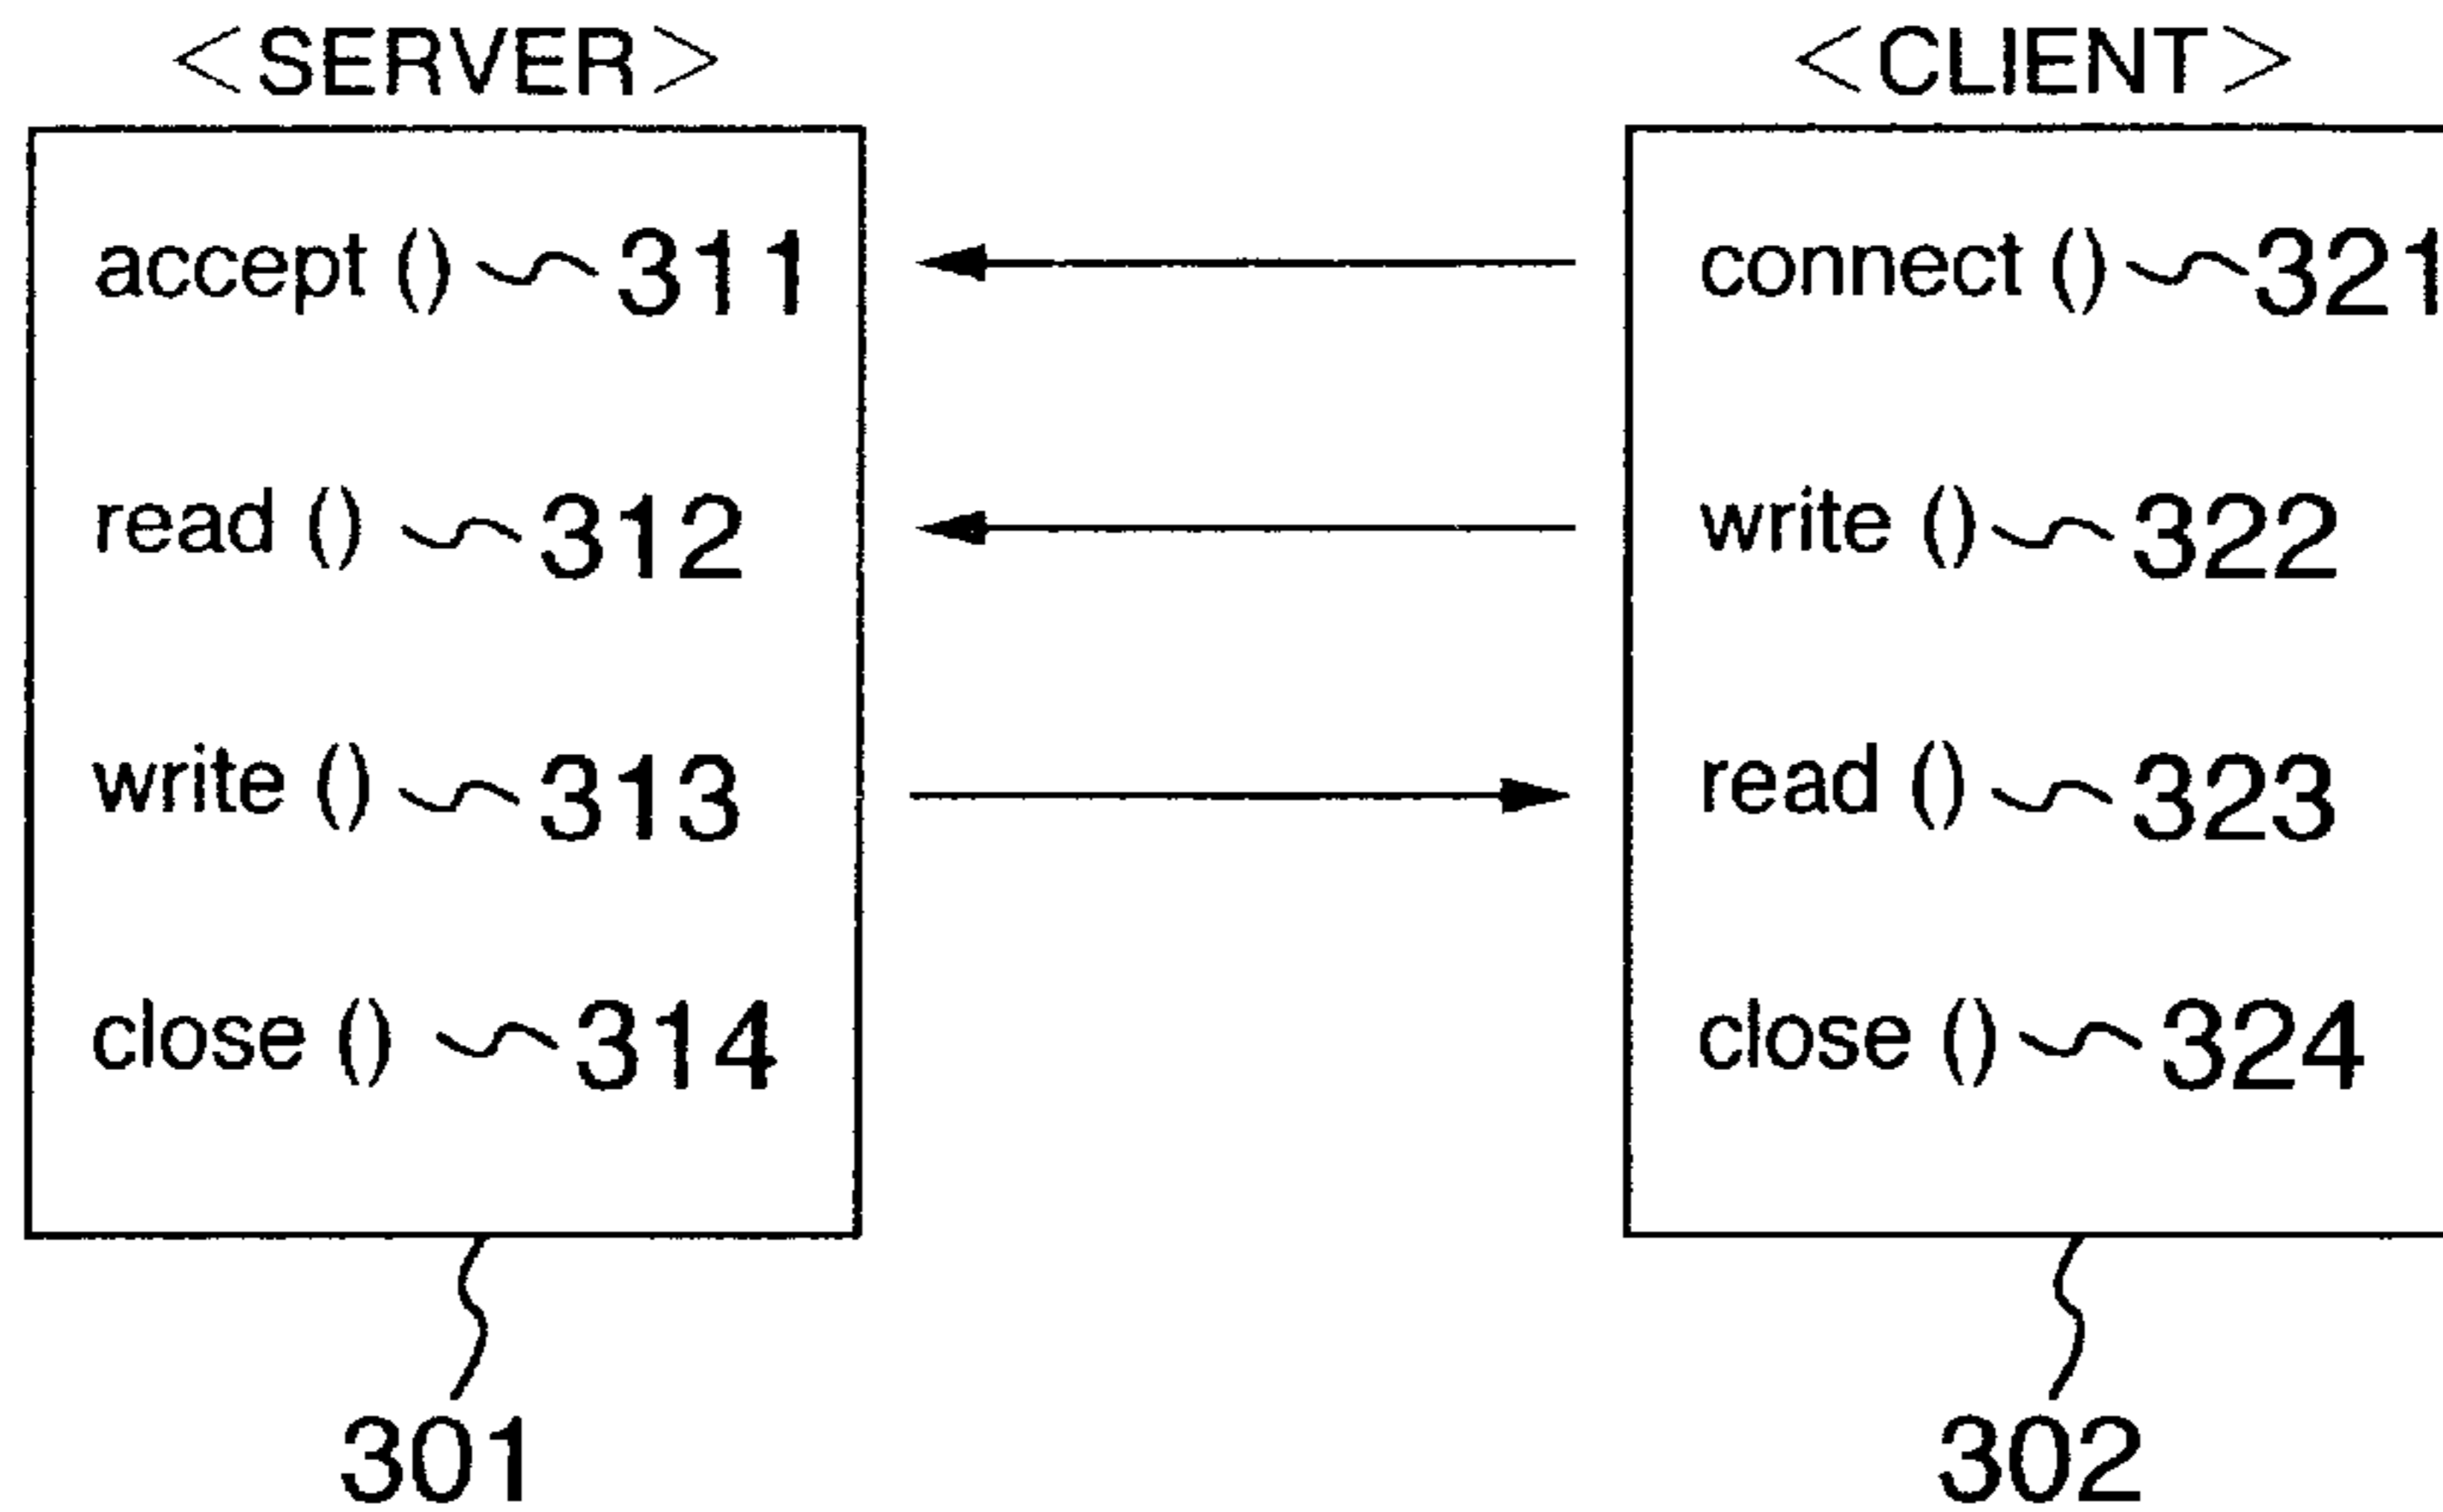 <SERVER> <CLIENT>
accept () 311 connect () 321
read () 312 write () 322
write () 313 read () 323
close () 314 close () 324
301 302